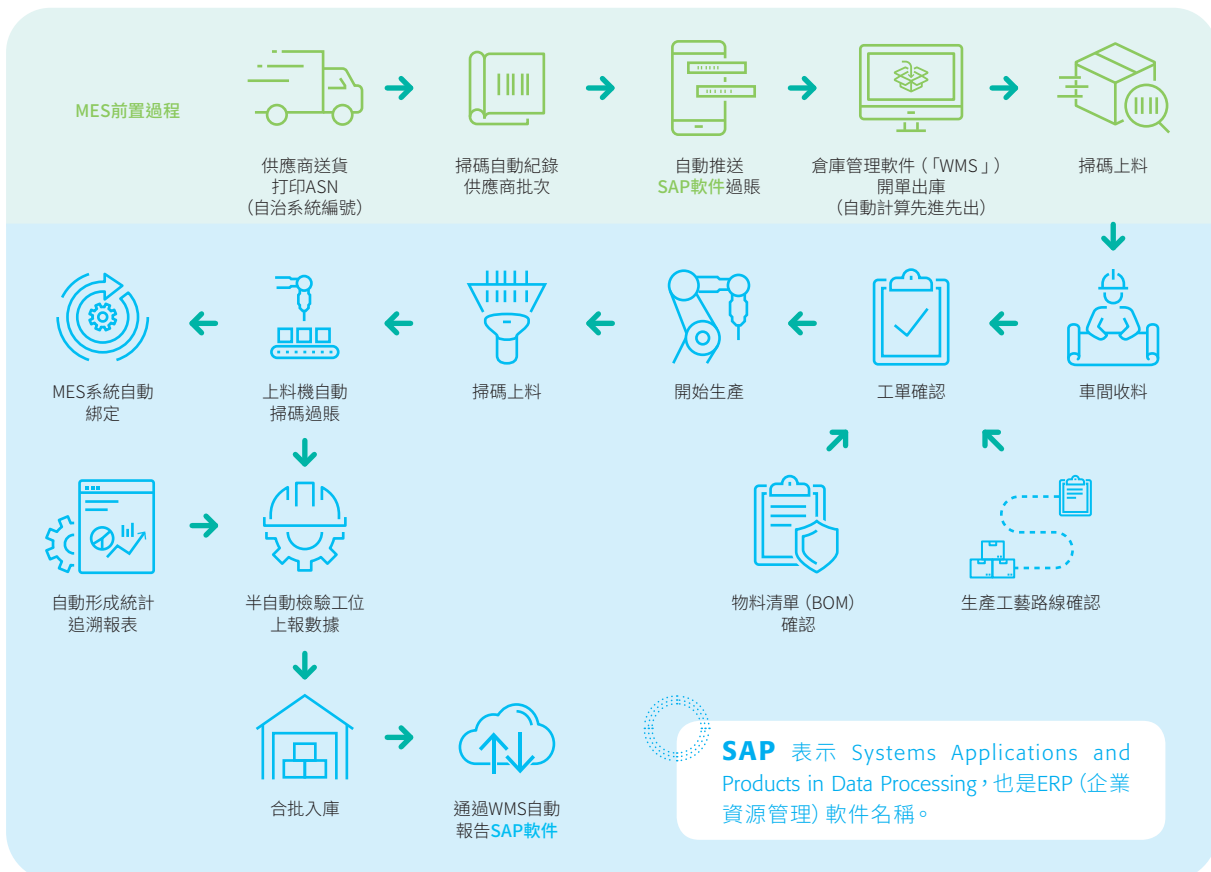 MES前置過程
供應商送貨
打印ASN
（自治系統編號）
掃碼自動紀錄
供應商批次
自動推送
SAP軟件過賬
倉庫管理軟件（「WMS」）
開單出庫
（自動計算先進先出）
掃碼上料
MES系統自動
綁定
上料機自動
掃碼過賬
掃碼上料
開始生產
工單確認
車間收料
自動形成統計
追溯報表
半自動檢驗工位
上報數據
物料清單（BOM）
確認
生產工藝路線確認
合批入庫
通過WMS自動
報告SAP軟件
SAP 表示 Systems Applications and
Products in Data Processing，也是ERP（企業
資源管理）軟件名稱。